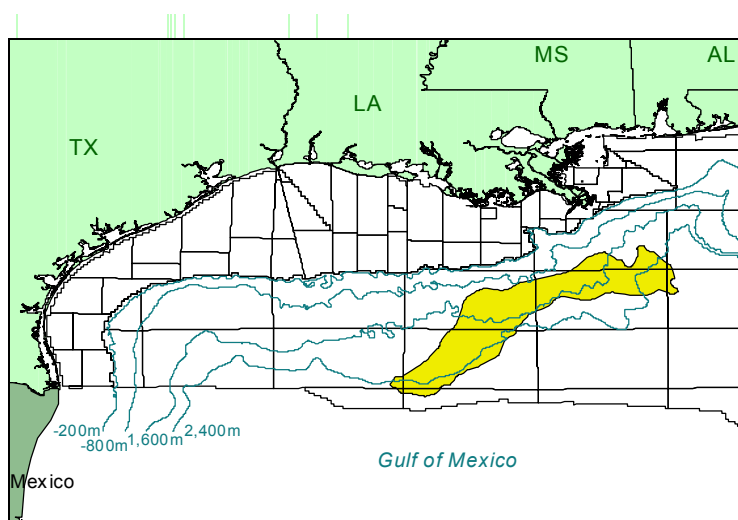 MS
AL
LA
TX
-200m
-800m
1,600m
2,400m
Gulf of Mexico
Mexico